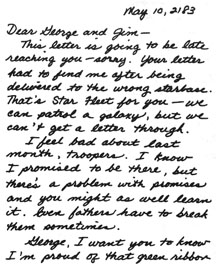 May 10, 2183
Dear George and Jim—
This letter is going to be late
reaching you—sorry. Your letter
had to find me after being
delivered to the wrong starbase.
That's Star Fleet for you—we
can patrol a galaxy, but we
can't get a letter through.
I feel bad about last
month, troopers. I know
I promised to be there, but
there's a problem with promises
and you might as well learn
it. Even fathers have to break
them sometimes.
George, I want you to know
I'm proud of that green ribbon